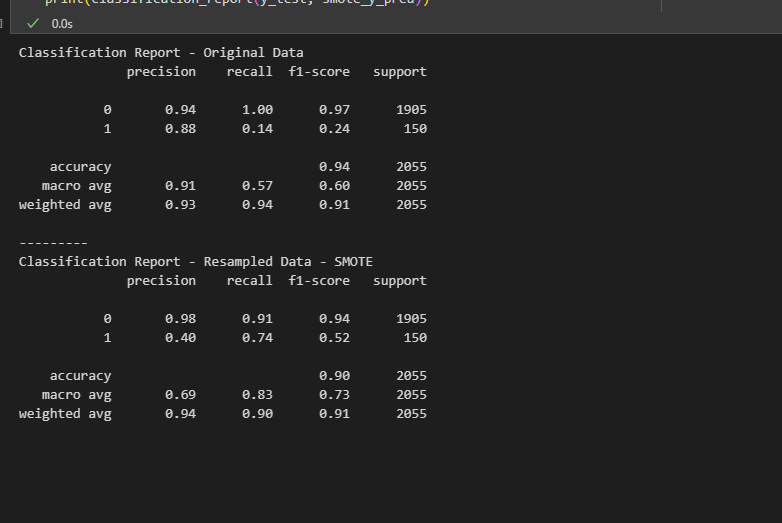 print(classification_report(y_test, smote_y_pred))
0.0s
Classification Report - Original Data
precision recall f1-score support
0 0.94 1.00 0.97 1905
1 0.88 0.14 0.24 150
accuracy 0.94 2055
macro avg 0.91 0.57 0.60 2055
weighted avg 0.93 0.94 0.91 2055
---------
Classification Report - Resampled Data - SMOTE
precision recall f1-score support
0 0.98 0.91 0.94 1905
1 0.40 0.74 0.52 150
accuracy 0.90 2055
macro avg 0.69 0.83 0.73 2055
weighted avg 0.94 0.90 0.91 2055